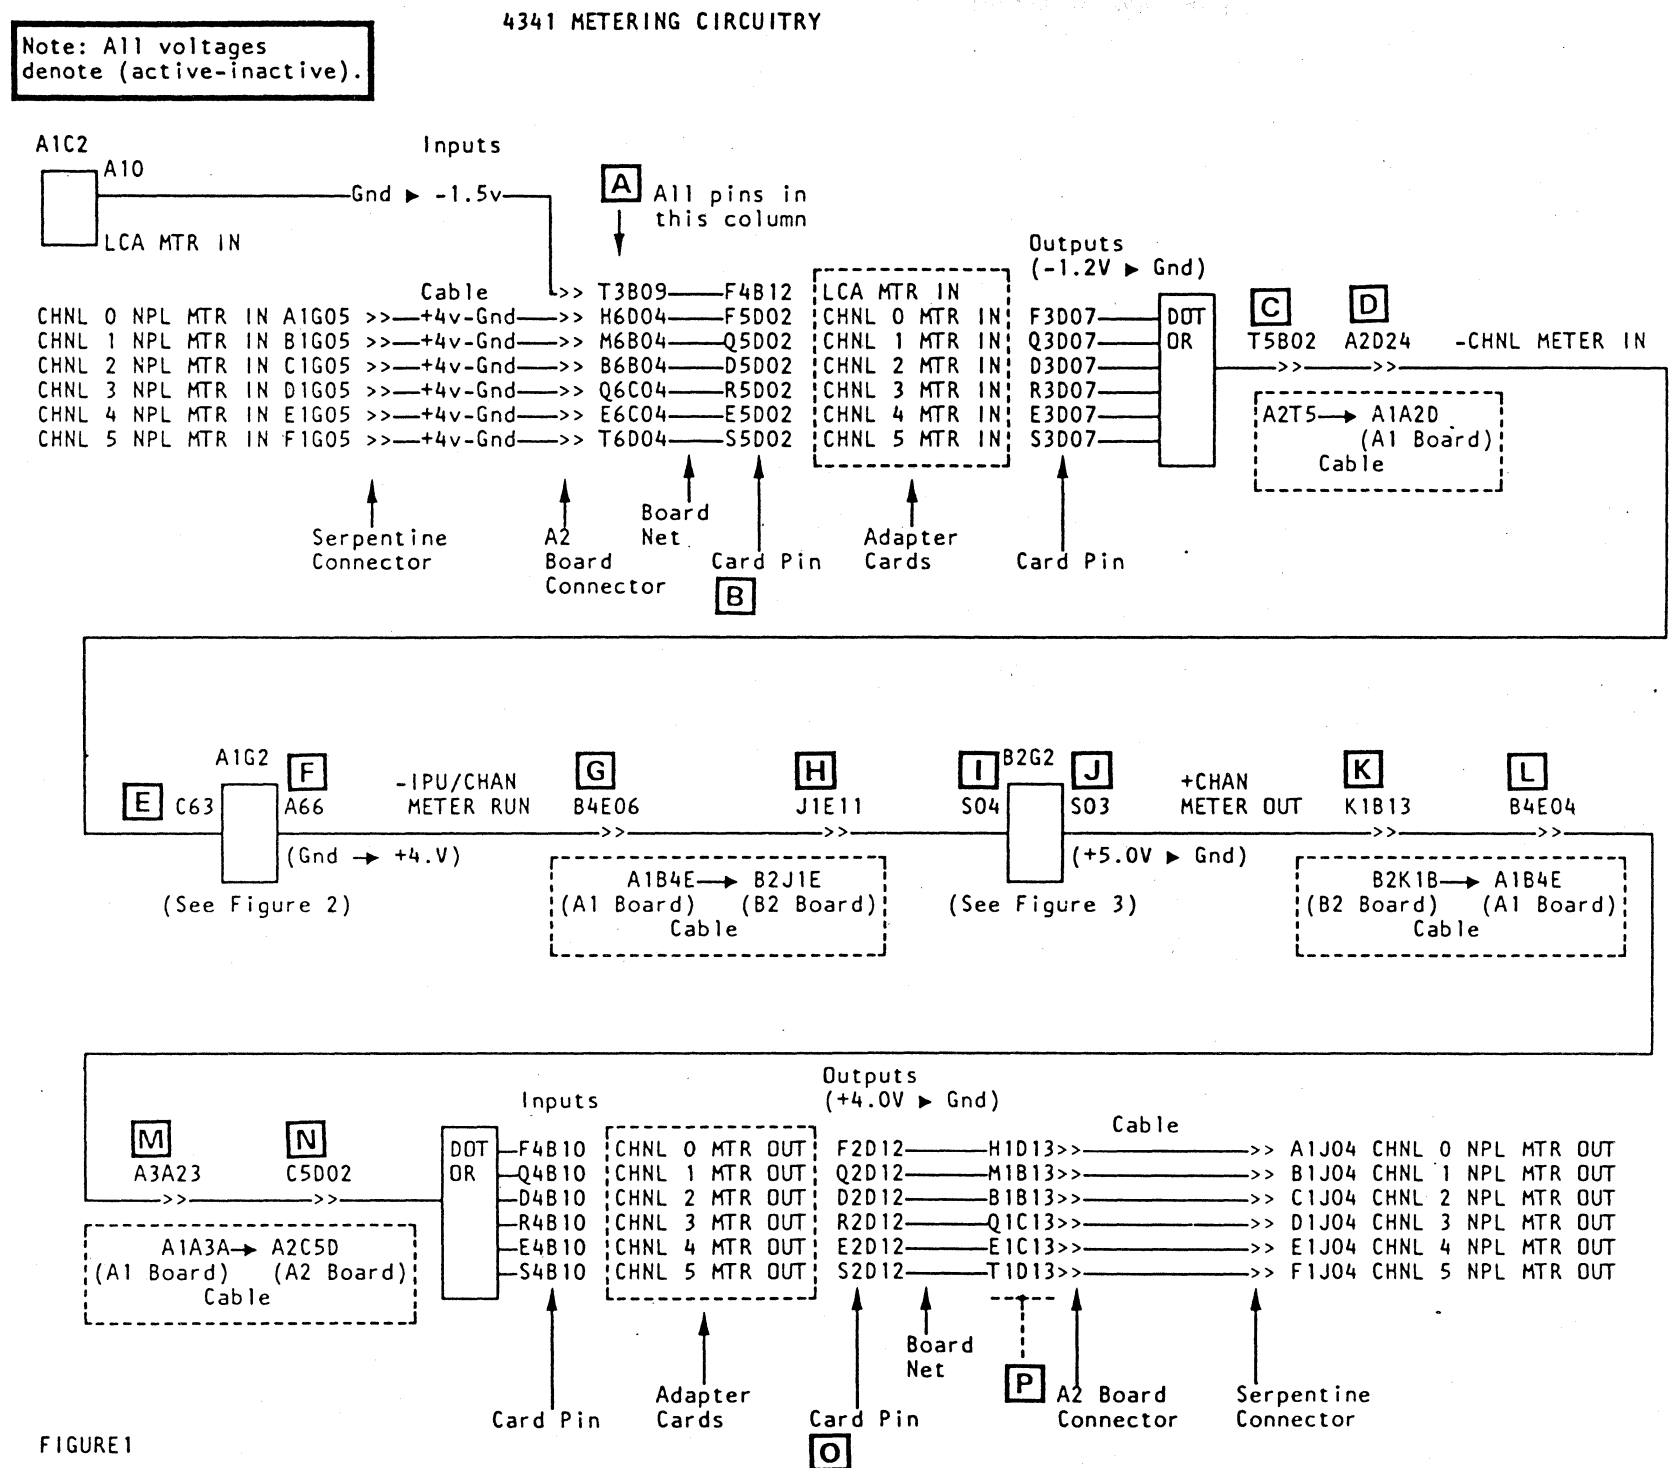 4341 METERING CIRCUITRY
Note: All voltages
denote (active-inactive).
A1C2
A10
LCA MTR IN
Inputs
Gnd ▶ -1.5v
A
All pins in
this column
Outputs
(-1.2V ▶ Gnd)
Cable >> T3B09 F4B12 LCA MTR IN
CHNL 0 NPL MTR IN A1G05 >> +4v-Gnd >> H6D04 F5D02 CHNL 0 MTR IN F3D07
CHNL 1 NPL MTR IN B1G05 >> +4v-Gnd >> M6B04 Q5D02 CHNL 1 MTR IN Q3D07
CHNL 2 NPL MTR IN C1G05 >> +4v-Gnd >> B6B04 D5D02 CHNL 2 MTR IN D3D07
CHNL 3 NPL MTR IN D1G05 >> +4v-Gnd >> Q6C04 R5D02 CHNL 3 MTR IN R3D07
CHNL 4 NPL MTR IN E1G05 >> +4v-Gnd >> E6C04 E5D02 CHNL 4 MTR IN E3D07
CHNL 5 NPL MTR IN F1G05 >> +4v-Gnd >> T6D04 S5D02 CHNL 5 MTR IN S3D07
DOT
OR
C
T5B02
>>
D
A2D24
>>
-CHNL METER IN
A2T5→ A1A2D
(A1 Board)
Cable
Serpentine
Connector
A2
Board
Connector
Board
Net
Card Pin
B
Adapter
Cards
Card Pin
E
C63
A1G2
F
A66
(Gnd → +4.V)
(See Figure 2)
-IPU/CHAN
METER RUN
G
B4E06
>>
H
J1E11
>>
A1B4E→ B2J1E
(A1 Board) (B2 Board)
Cable
I
S04
B2G2
J
S03
(+5.0V ▶ Gnd)
(See Figure 3)
+CHAN
METER OUT
K
K1B13
>>
L
B4E04
>>
B2K1B→ A1B4E
(B2 Board) (A1 Board)
Cable
M
A3A23
>>
N
C5D02
>>
A1A3A→ A2C5D
(A1 Board) (A2 Board)
Cable
DOT
OR
Inputs
Outputs
(+4.0V ▶ Gnd)
Cable
F4B10 CHNL 0 MTR OUT F2D12 H1D13>> >> A1J04 CHNL 0 NPL MTR OUT
Q4B10 CHNL 1 MTR OUT Q2D12 M1B13>> >> B1J04 CHNL 1 NPL MTR OUT
D4B10 CHNL 2 MTR OUT D2D12 B1B13>> >> C1J04 CHNL 2 NPL MTR OUT
R4B10 CHNL 3 MTR OUT R2D12 Q1C13>> >> D1J04 CHNL 3 NPL MTR OUT
E4B10 CHNL 4 MTR OUT E2D12 E1C13>> >> E1J04 CHNL 4 NPL MTR OUT
S4B10 CHNL 5 MTR OUT S2D12 T1D13>> >> F1J04 CHNL 5 NPL MTR OUT
Card Pin
Adapter
Cards
Card Pin
O
Board
Net
P
A2 Board
Connector
Serpentine
Connector
FIGURE1